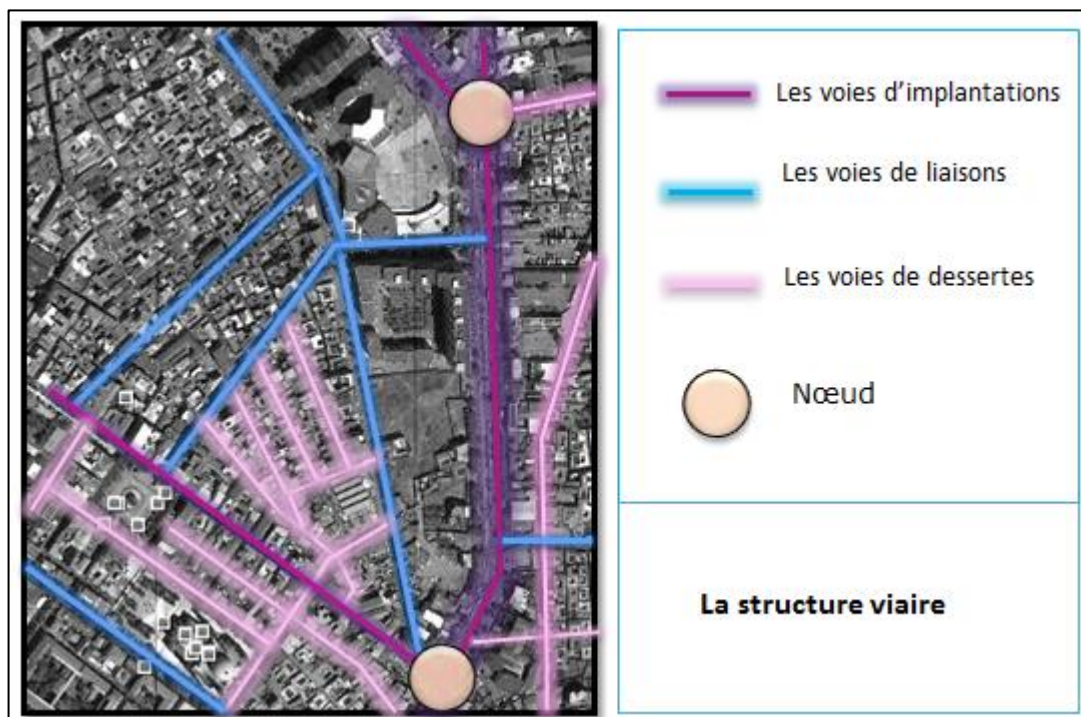 Les voies d’implantations
Les voies de liaisons
Les voies de dessertes
Nœud
La structure viaire